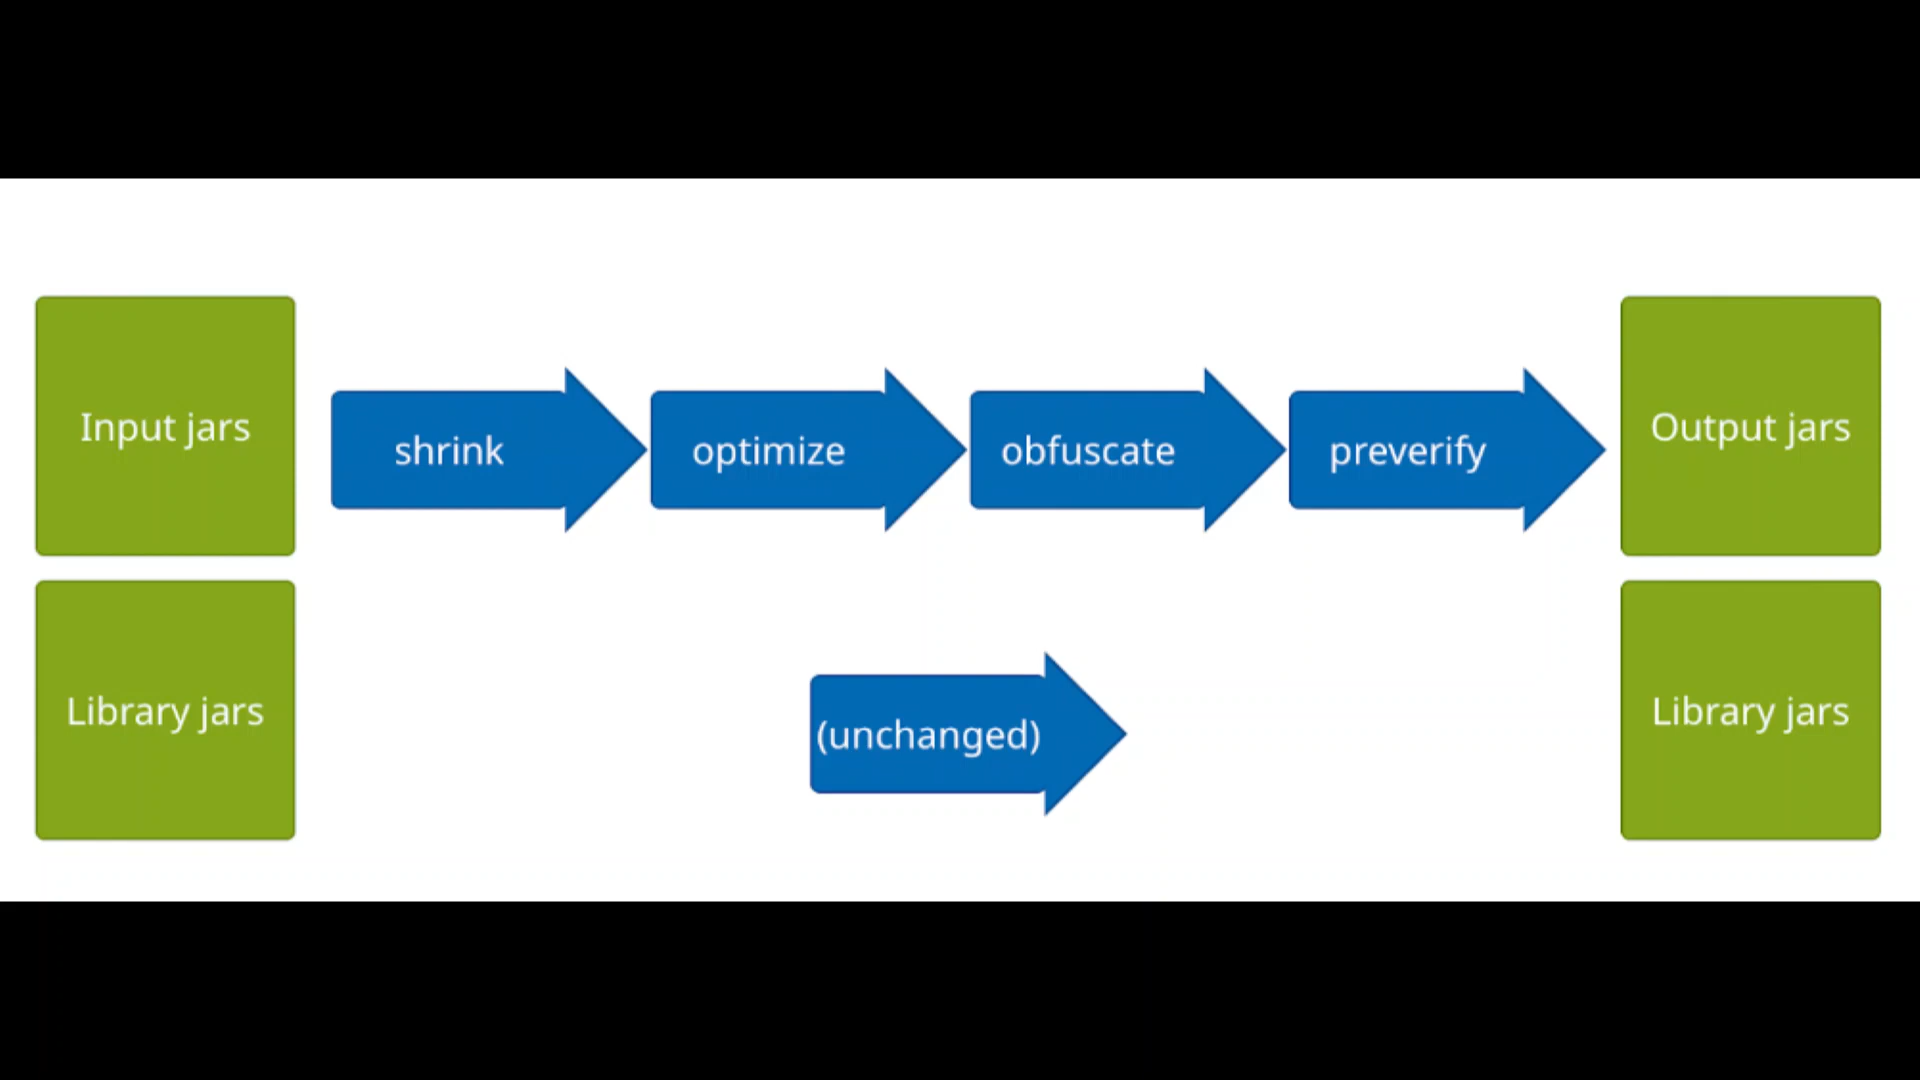 Input jars
shrink
optimize
obfuscate
preverify
Output jars
Library jars
(unchanged)
Library jars